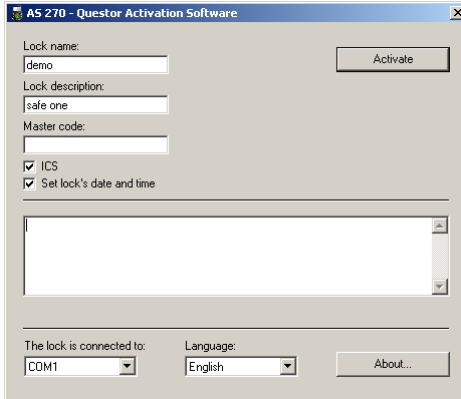 AS 270 - Questor Activation Software
Lock name:
demo
Activate
Lock description:
safe one
Master code:
ICS
Set lock's date and time
The lock is connected to:
Language:
COM1
English
About...